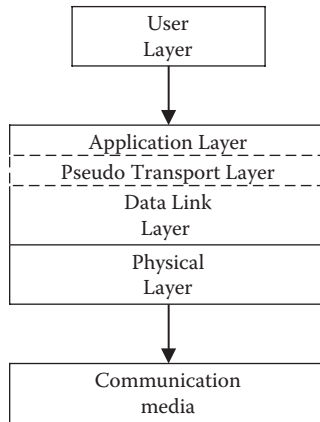 User
Layer
Application Layer
Pseudo Transport Layer
Data Link
Layer
Physical
Layer
Communication
media